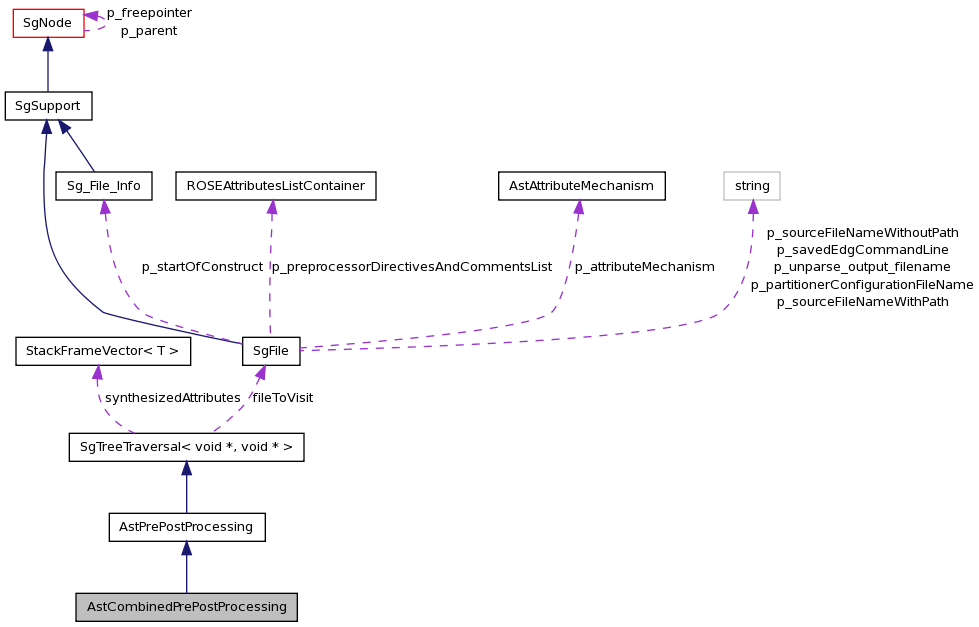 SgNode
p_freepointer
p_parent
SgSupport
Sg_File_Info
ROSEAttributesListContainer
AstAttributeMechanism
string
p_sourceFileNameWithoutPath
p_savedEdgCommandLine
p_unparse_output_filename
p_partitionerConfigurationFileName
p_sourceFileNameWithPath
p_startOfConstruct
p_preprocessorDirectivesAndCommentsList
p_attributeMechanism
StackFrameVector< T >
SgFile
synthesizedAttributes
fileToVisit
SgTreeTraversal< void *, void * >
AstPrePostProcessing
AstCombinedPrePostProcessing